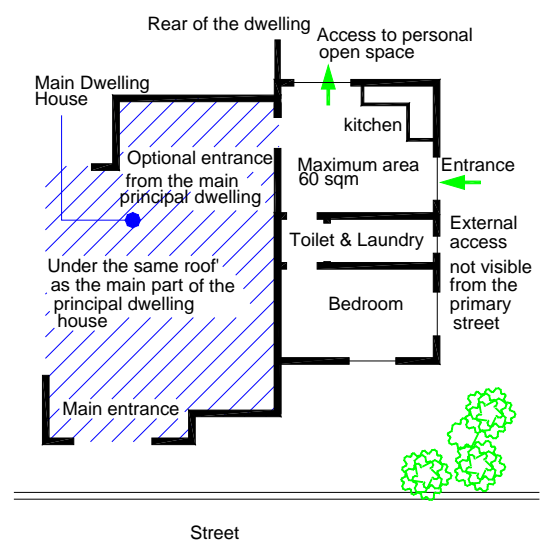 Rear of the dwelling
Access to personal
open space
Main Dwelling
House
kitchen
Optional entrance
from the main
principal dwelling
Maximum area
60 sqm
Entrance
Toilet & Laundry
External
access
not visible
from the
primary
street
Under the same roof'
as the main part of the
principal dwelling
house
Bedroom
Main entrance
Street